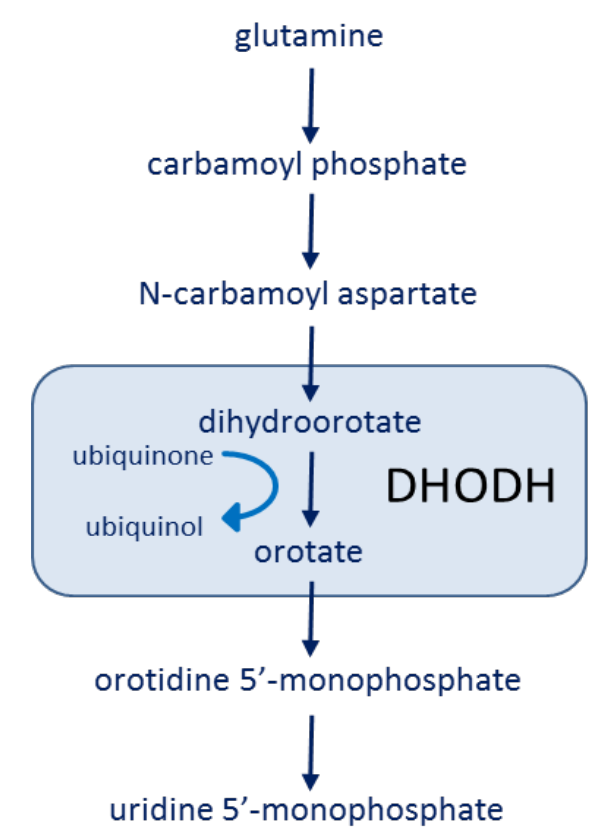 glutamine
carbamoyl phosphate
N-carbamoyl aspartate
dihydroorotate
ubiquinone
DHODH
ubiquinol
orotate
orotidine 5’-monophosphate
uridine 5’-monophosphate